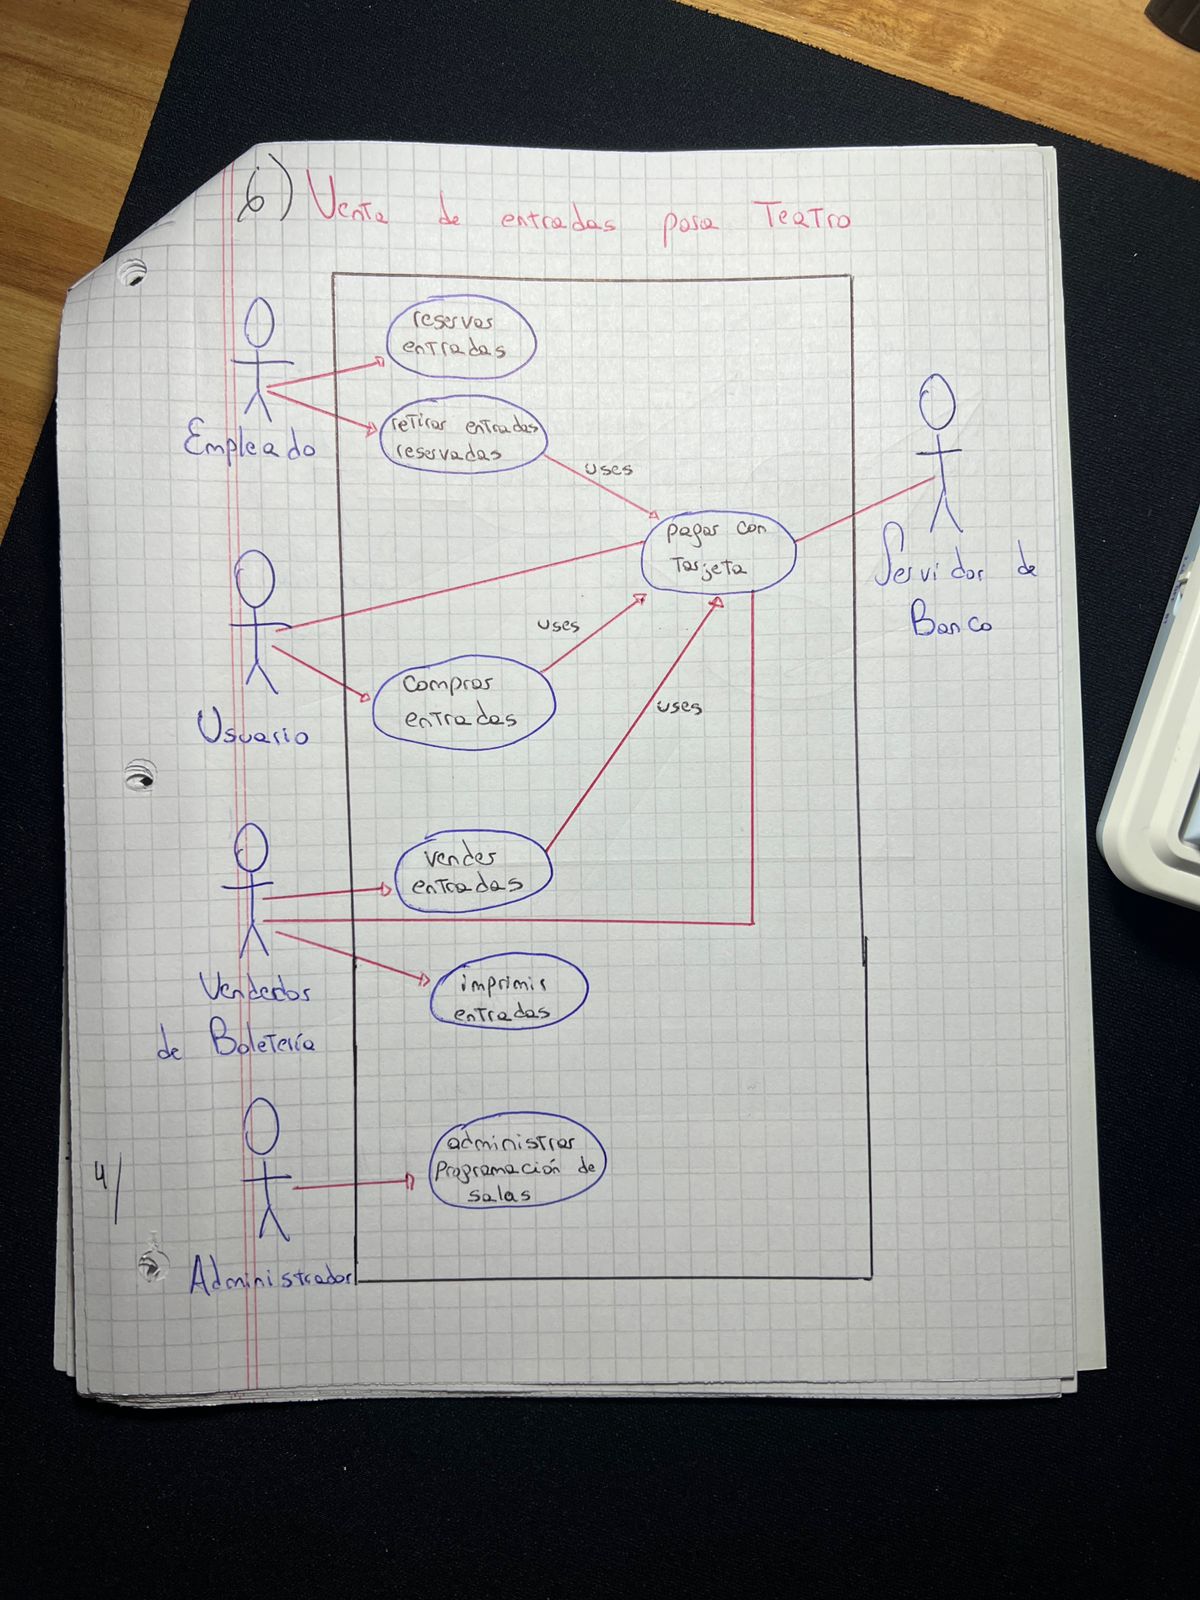 6) Venta de entradas para Teatro
reservar
entradas
Empleado
retirar entradas
reservadas
uses
pagar con
Tarjeta
Servidor de
Banco
uses
Usuario
Comprar
entradas
uses
vender
entradas
Vendedor
de Boletería
imprimir
entradas
administrar
Programación de
salas
4/
Administrador